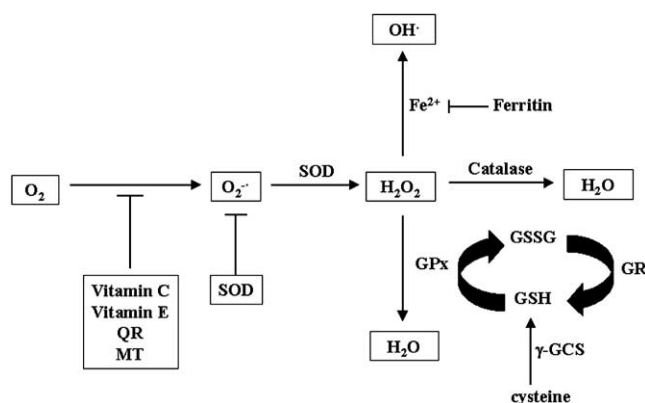 OH·
Fe²⁺ Ferritin
SOD Catalase
O₂ O₂⁻· H₂O₂ H₂O
GSSG
GPx GR
Vitamin C
Vitamin E
QR
MT
SOD
GSH
H₂O
γ-GCS
cysteine